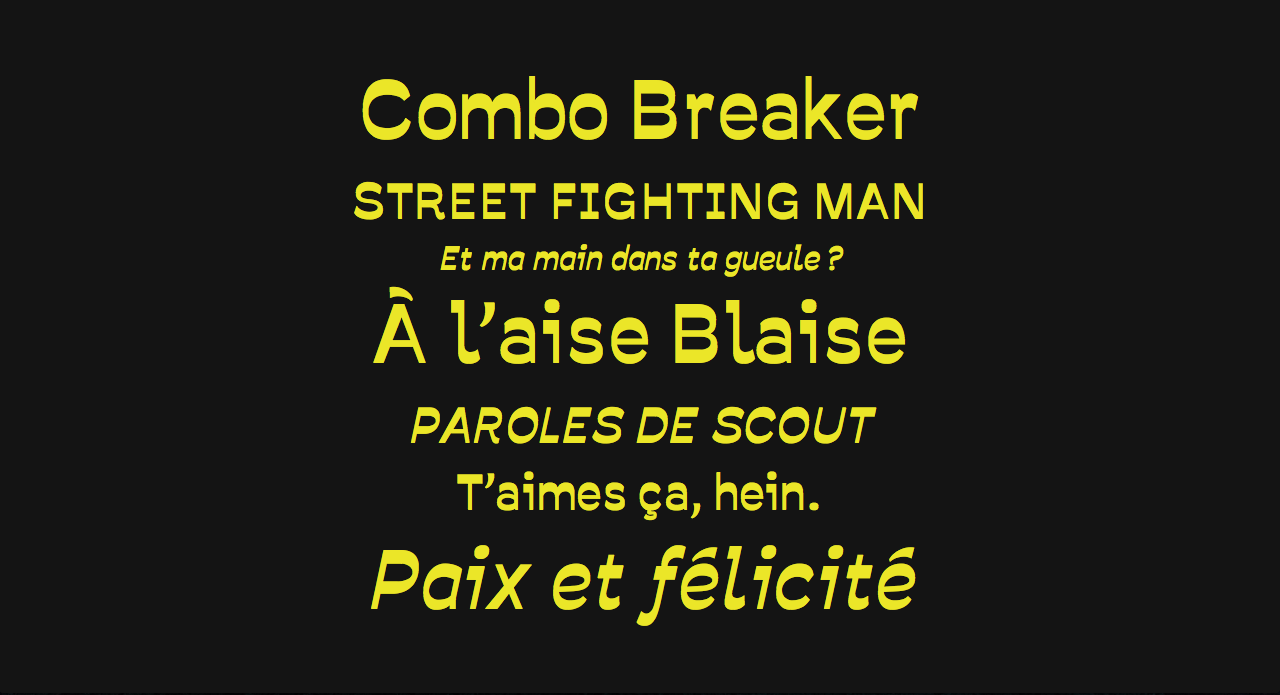 Combo Breaker
STREET FIGHTING MAN
Et ma main dans ta gueule ?
À l’aise Blaise
PAROLES DE SCOUT
T’aimes ça, hein.
Paix et félicité